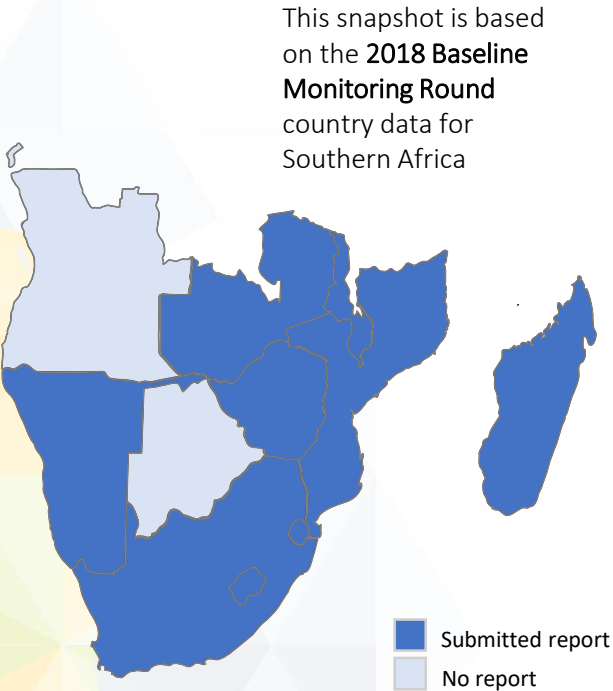 This snapshot is based
on the 2018 Baseline
Monitoring Round
country data for
Southern Africa
Submitted report
No report